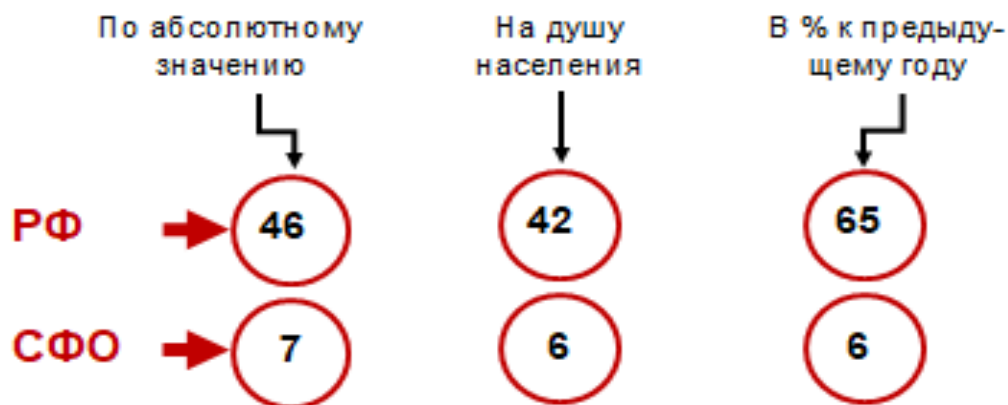 По абсолютному
значению
На душу
населения
В % к предыду-
щему году
РФ 46 42 65
СФО 7 6 6